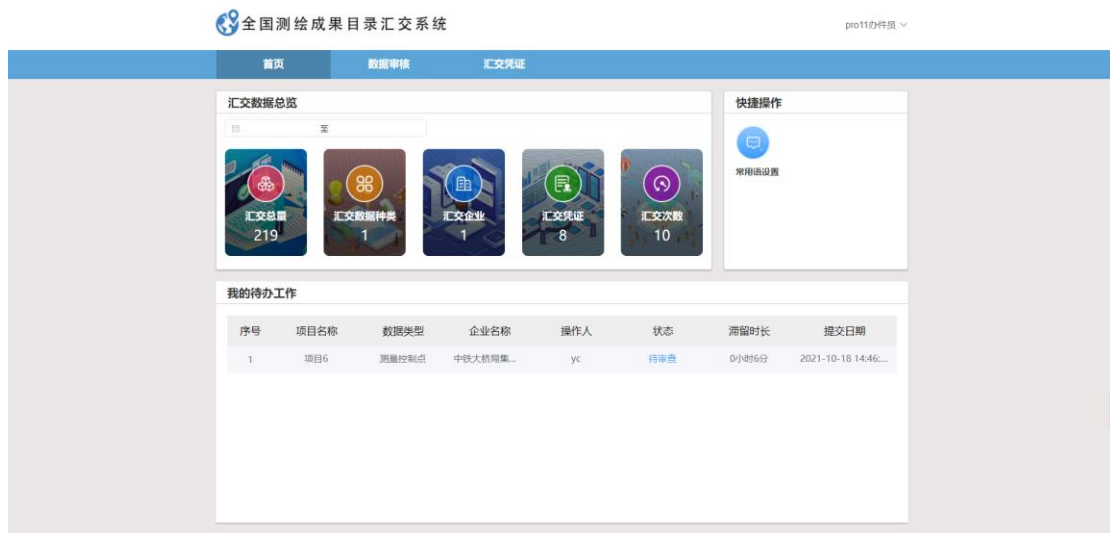 全国测绘成果目录汇交系统
pro11办件员
首页 数据审核 汇交凭证
汇交数据总览
至
汇交总量
219
汇交数据种类
1
汇交企业
1
汇交凭证
8
汇交次数
10
快捷操作
常用语设置
我的待办工作
序号 项目名称 数据类型 企业名称 操作人 状态 滞留时长 提交日期
1 项目6 测量控制点 中铁大桥局集... yc 待审查 0小时6分 2021-10-18 14:46:...